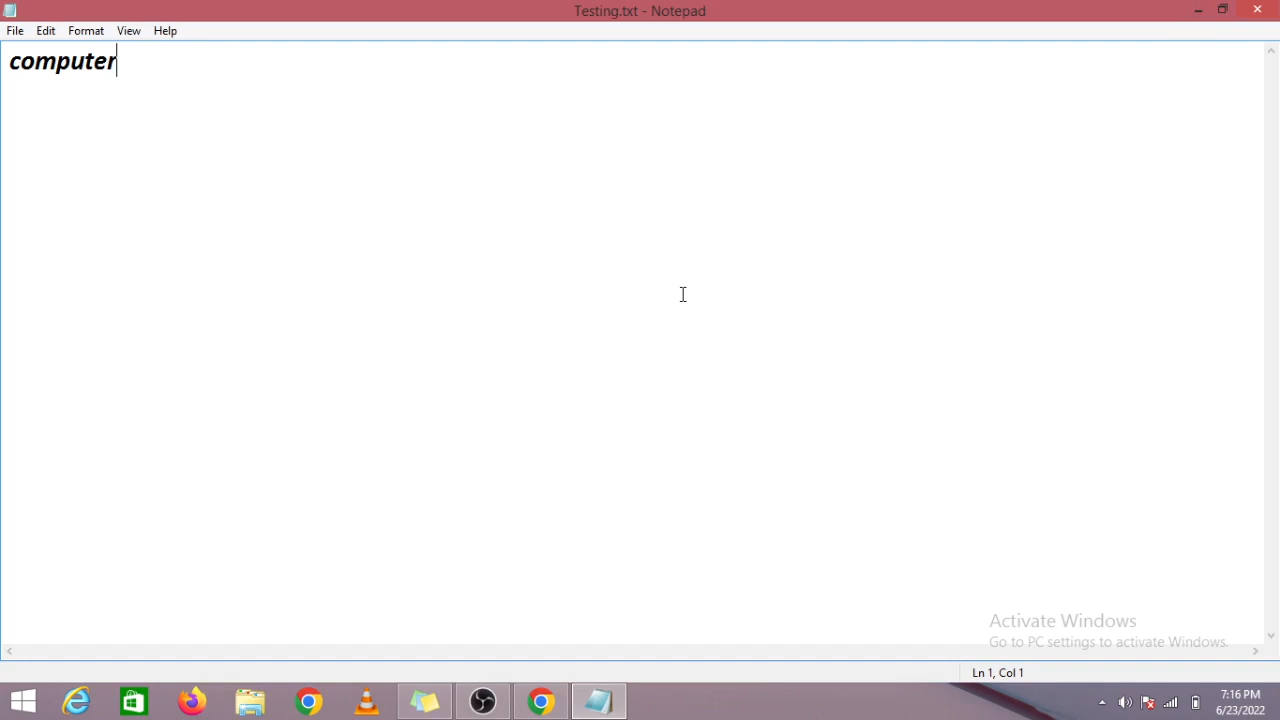 Testing.txt - Notepad
File Edit Format View Help
computer
Activate Windows
Go to PC settings to activate Windows.
Ln 1, Col 1
7:16 PM
6/23/2022